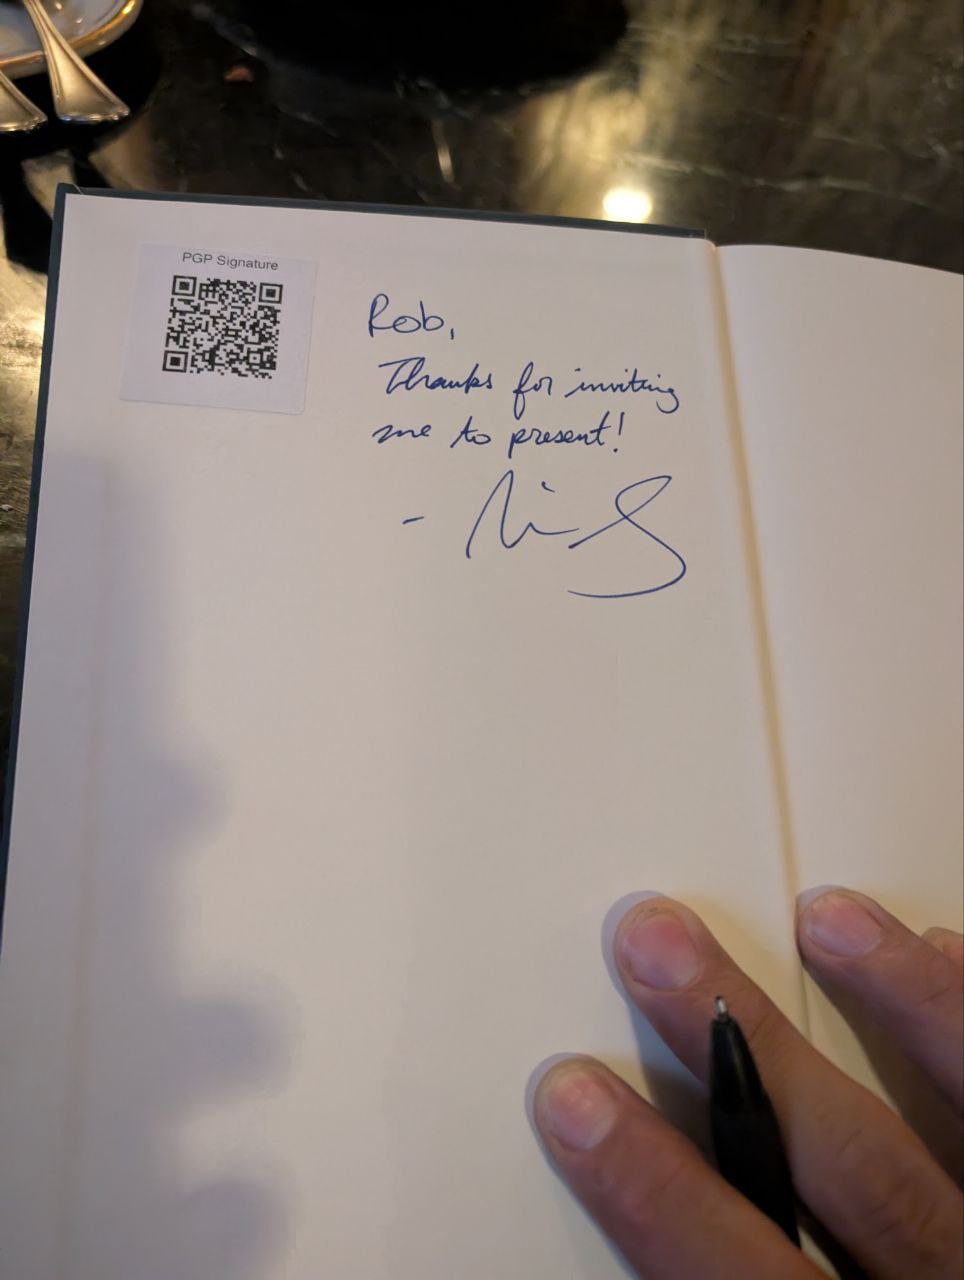 PGP Signature
Rob,
Thanks for inviting
me to present!
-